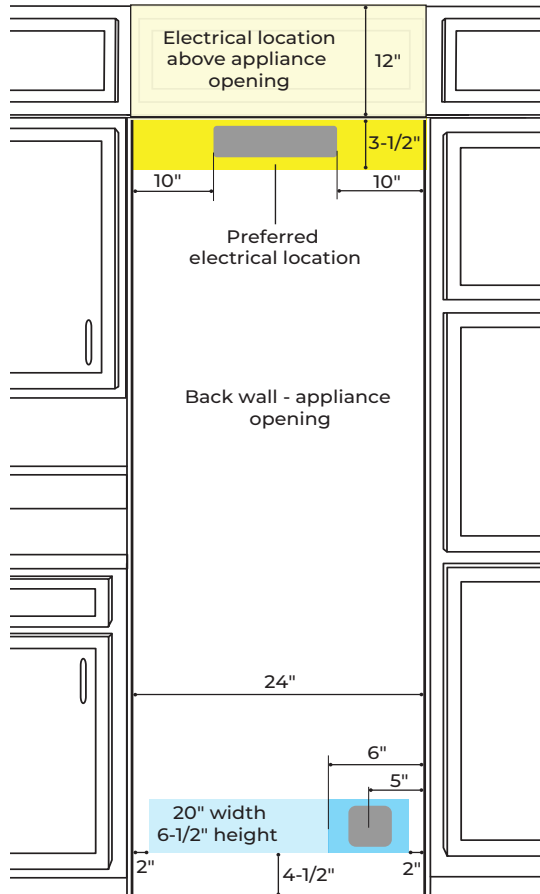 Electrical location
above appliance
opening
12"
3-1/2"
10"
10"
Preferred
electrical location
Back wall - appliance
opening
24"
6"
5"
20" width
6-1/2" height
2"
2"
4-1/2"